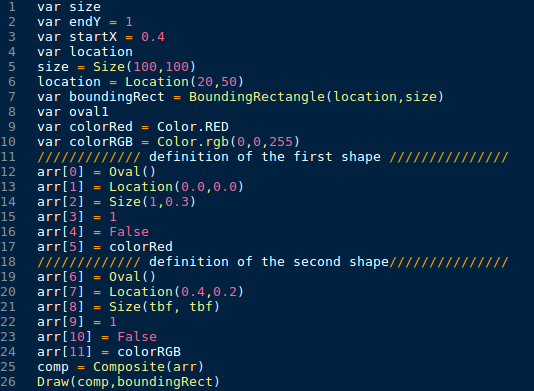 1 var size
2 var endY = 1
3 var startX = 0.4
4 var location
5 size = Size(100,100)
6 location = Location(20,50)
7 var boundingRect = BoundingRectangle(location,size)
8 var oval1
9 var colorRed = Color.RED
10 var colorRGB = Color.rgb(0,0,255)
11 ///////////// definition of the first shape ///////////////
12 arr[0] = Oval()
13 arr[1] = Location(0.0,0.0)
14 arr[2] = Size(1,0.3)
15 arr[3] = 1
16 arr[4] = False
17 arr[5] = colorRed
18 ///////////// definition of the second shape///////////////
19 arr[6] = Oval()
20 arr[7] = Location(0.4,0.2)
21 arr[8] = Size(tbf, tbf)
22 arr[9] = 1
23 arr[10] = False
24 arr[11] = colorRGB
25 comp = Composite(arr)
26 Draw(comp,boundingRect)